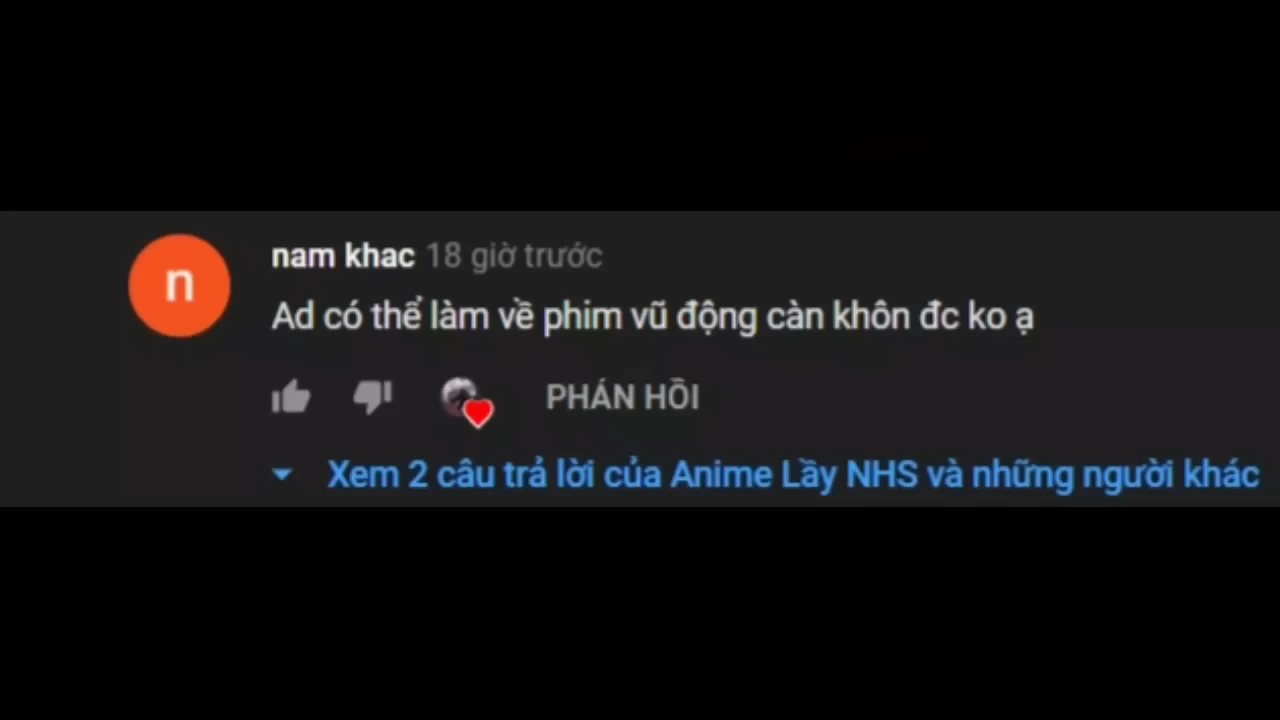 n
nam khac 18 giờ trước
Ad có thể làm về phim vũ động càn khôn đc ko ạ
PHẢN HỒI
Xem 2 câu trả lời của Anime Lầy NHS và những người khác